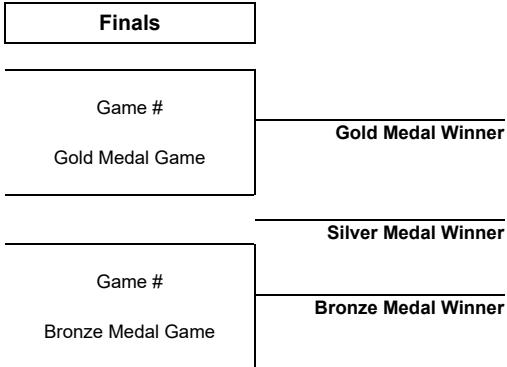 Finals
Game #
Gold Medal Winner
Gold Medal Game
Silver Medal Winner
Game #
Bronze Medal Winner
Bronze Medal Game